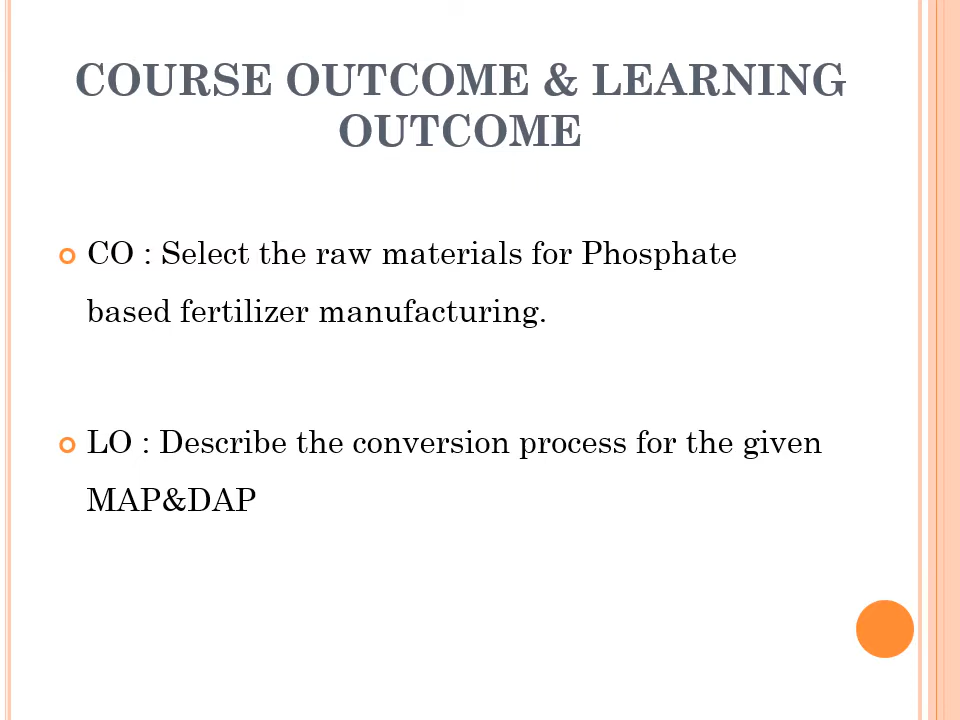 COURSE OUTCOME & LEARNING
OUTCOME
CO : Select the raw materials for Phosphate
based fertilizer manufacturing.
LO : Describe the conversion process for the given
MAP&DAP